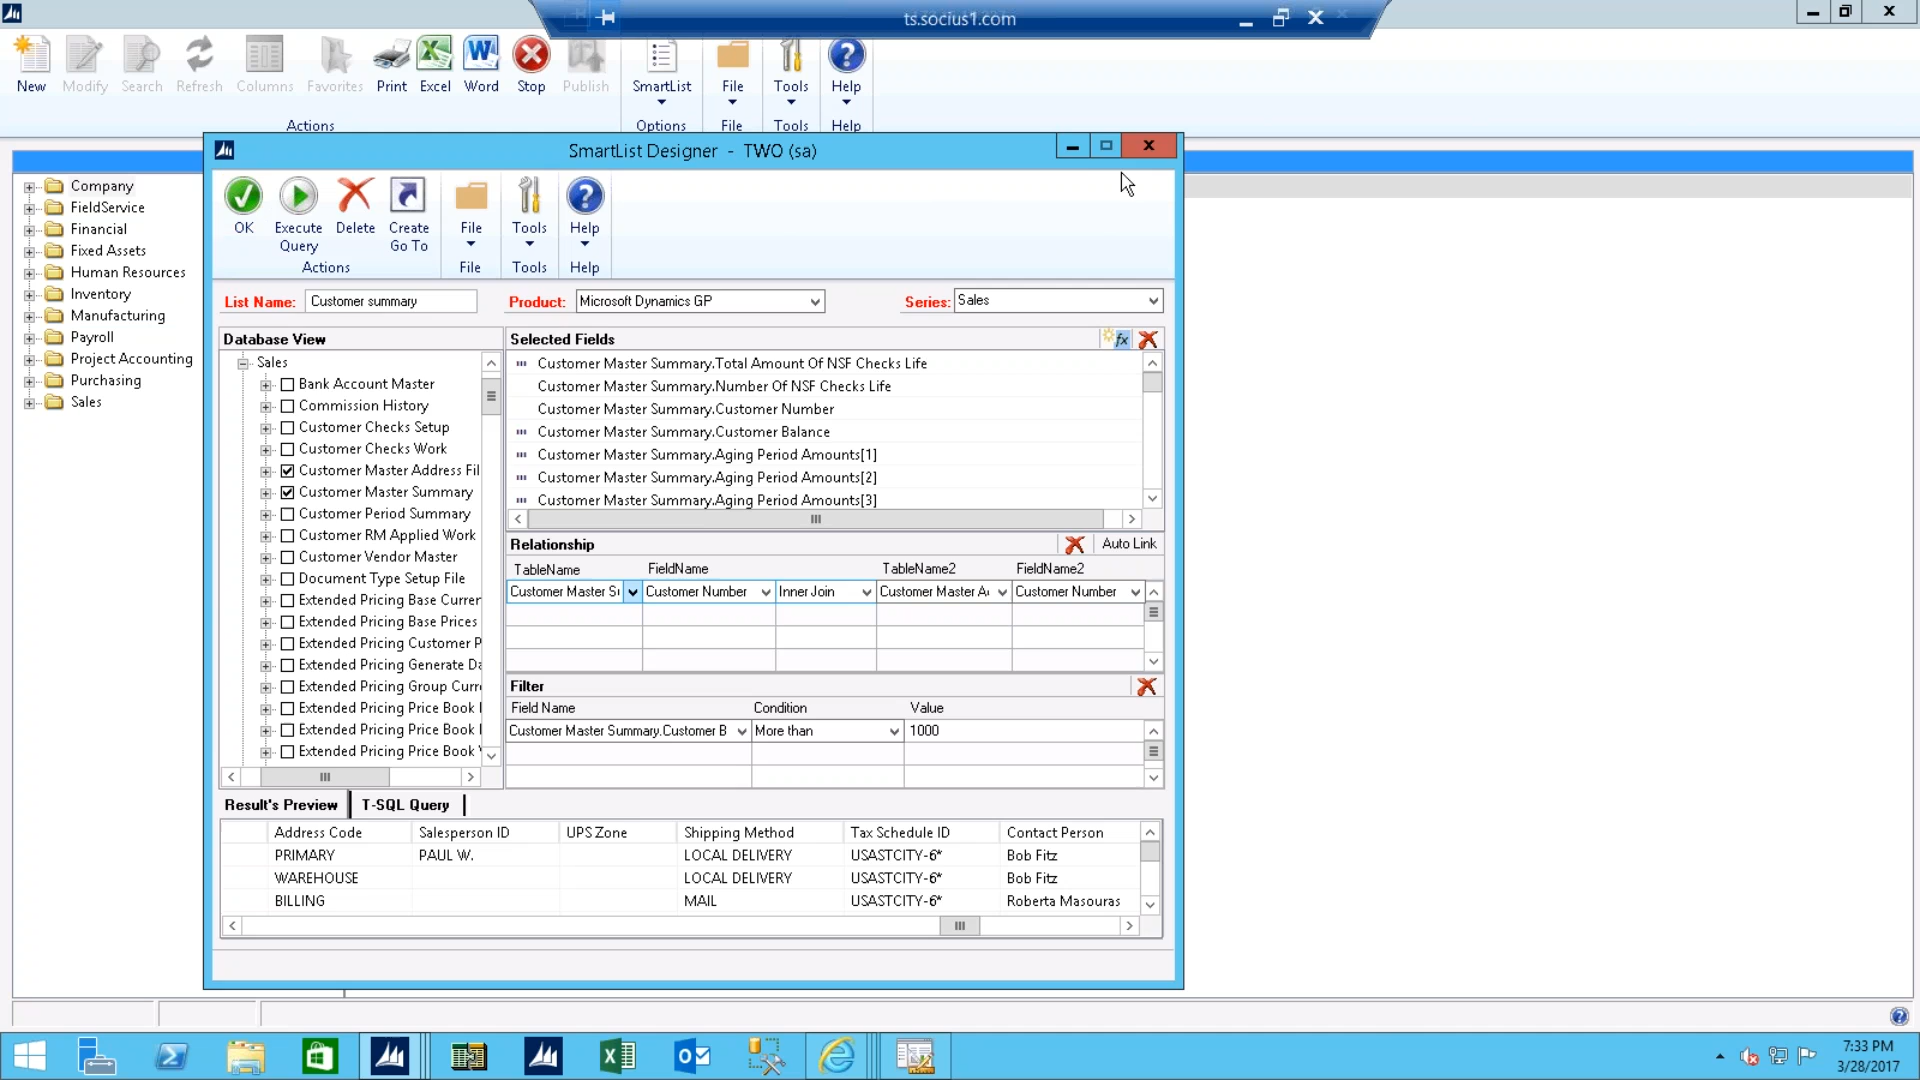 ts.socius1.com
New Modify Search Refresh Columns Favorites Print Excel Word Stop Publish SmartList File Tools Help
Actions Options File Tools Help
SmartList Designer - TWO (sa)
Company
FieldService
Financial
Fixed Assets
Human Resources
Inventory
Manufacturing
Payroll
Project Accounting
Purchasing
Sales
OK Execute Query Delete Create Go To File Tools Help
Actions File Tools Help
List Name: Customer summary Product: Microsoft Dynamics GP Series: Sales
Database View
Sales
Bank Account Master
Commission History
Customer Checks Setup
Customer Checks Work
Customer Master Address Fil
Customer Master Summary
Customer Period Summary
Customer RM Applied Work
Customer Vendor Master
Document Type Setup File
Extended Pricing Base Curren
Extended Pricing Base Prices
Extended Pricing Customer P
Extended Pricing Generate Da
Extended Pricing Group Curr
Extended Pricing Price Book
Extended Pricing Price Book
Extended Pricing Price Book
Selected Fields fx
Customer Master Summary.Total Amount Of NSF Checks Life
Customer Master Summary.Number Of NSF Checks Life
Customer Master Summary.Customer Number
Customer Master Summary.Customer Balance
Customer Master Summary.Aging Period Amounts[1]
Customer Master Summary.Aging Period Amounts[2]
Customer Master Summary.Aging Period Amounts[3]
Relationship Auto Link
TableName FieldName TableName2 FieldName2
Customer Master S Customer Number Inner Join Customer Master A Customer Number
Filter
Field Name Condition Value
Customer Master Summary.Customer B More than 1000
Result's Preview T-SQL Query
Address Code Salesperson ID UPS Zone Shipping Method Tax Schedule ID Contact Person
PRIMARY PAUL W. LOCAL DELIVERY USASTCITY-6* Bob Fitz
WAREHOUSE LOCAL DELIVERY USASTCITY-6* Bob Fitz
BILLING MAIL USASTCITY-6* Roberta Masouras
7:33 PM
3/28/2017